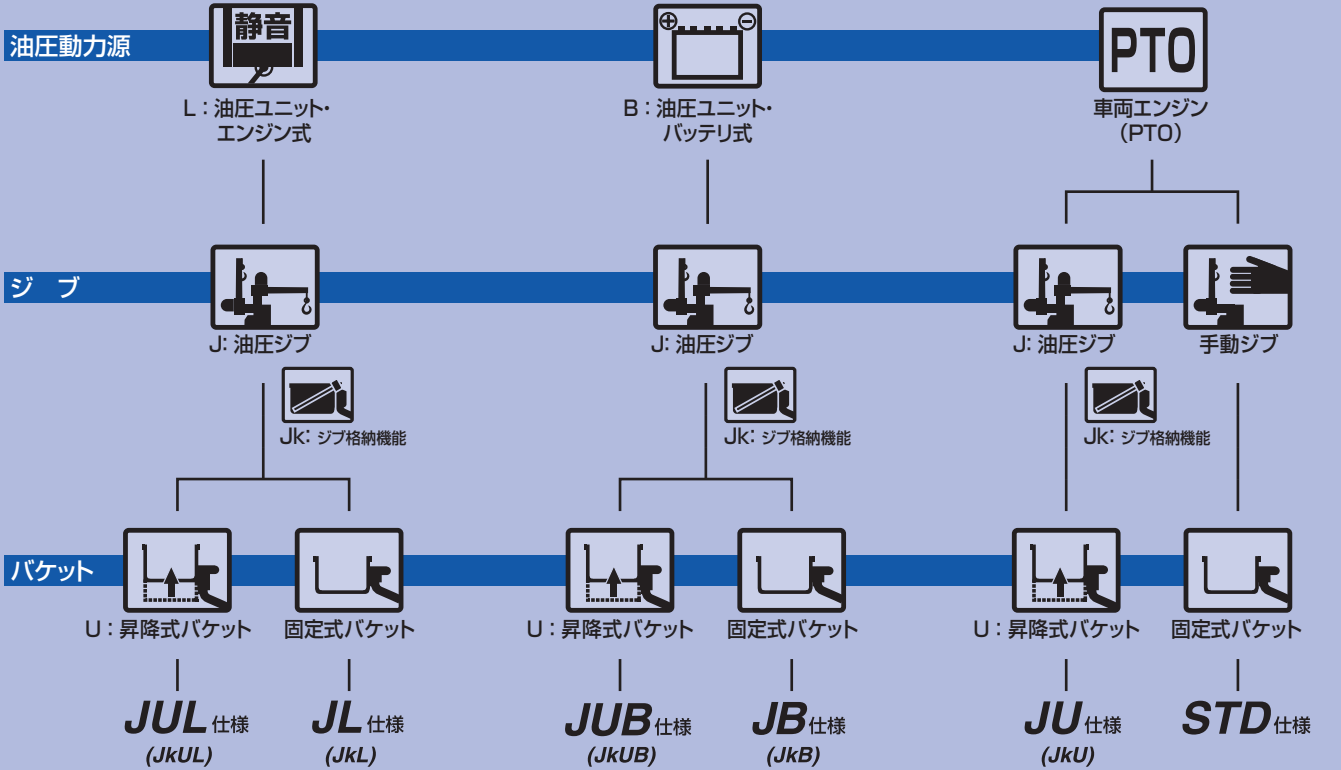 油圧動力源
静音
⊕ ⊖
PTO
L：油圧ユニット・
エンジン式
B：油圧ユニット・
バッテリ式
車両エンジン
（PTO）
ジ ブ
J：油圧ジブ
J：油圧ジブ
J：油圧ジブ
手動ジブ
Jk：ジブ格納機能
Jk：ジブ格納機能
Jk：ジブ格納機能
バケット
U：昇降式バケット
固定式バケット
U：昇降式バケット
固定式バケット
U：昇降式バケット
固定式バケット
JUL仕様
(JkUL)
JL仕様
(JkL)
JUB仕様
(JkUB)
JB仕様
(JkB)
JU仕様
(JkU)
STD仕様